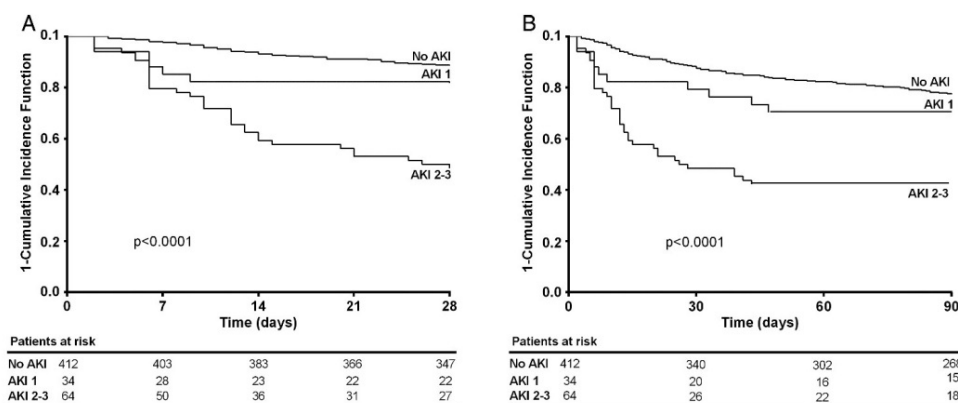 A
1-Cumulative Incidence Function
0.1
0.8
0.6
0.4
0.2
0.0
No AKI
AKI 1
AKI 2-3
p<0.0001
0 7 14 21 28
Time (days)
Patients at risk
No AKI 412 403 383 366 347
AKI 1 34 28 23 22 22
AKI 2-3 64 50 36 31 27
B
1-Cumulative Incidence Function
0.1
0.8
0.6
0.4
0.2
0.0
No AKI
AKI 1
AKI 2-3
p<0.0001
0 30 60 90
Time (days)
Patients at risk
No AKI 412 340 302 268
AKI 1 34 20 16 15
AKI 2-3 64 26 22 18